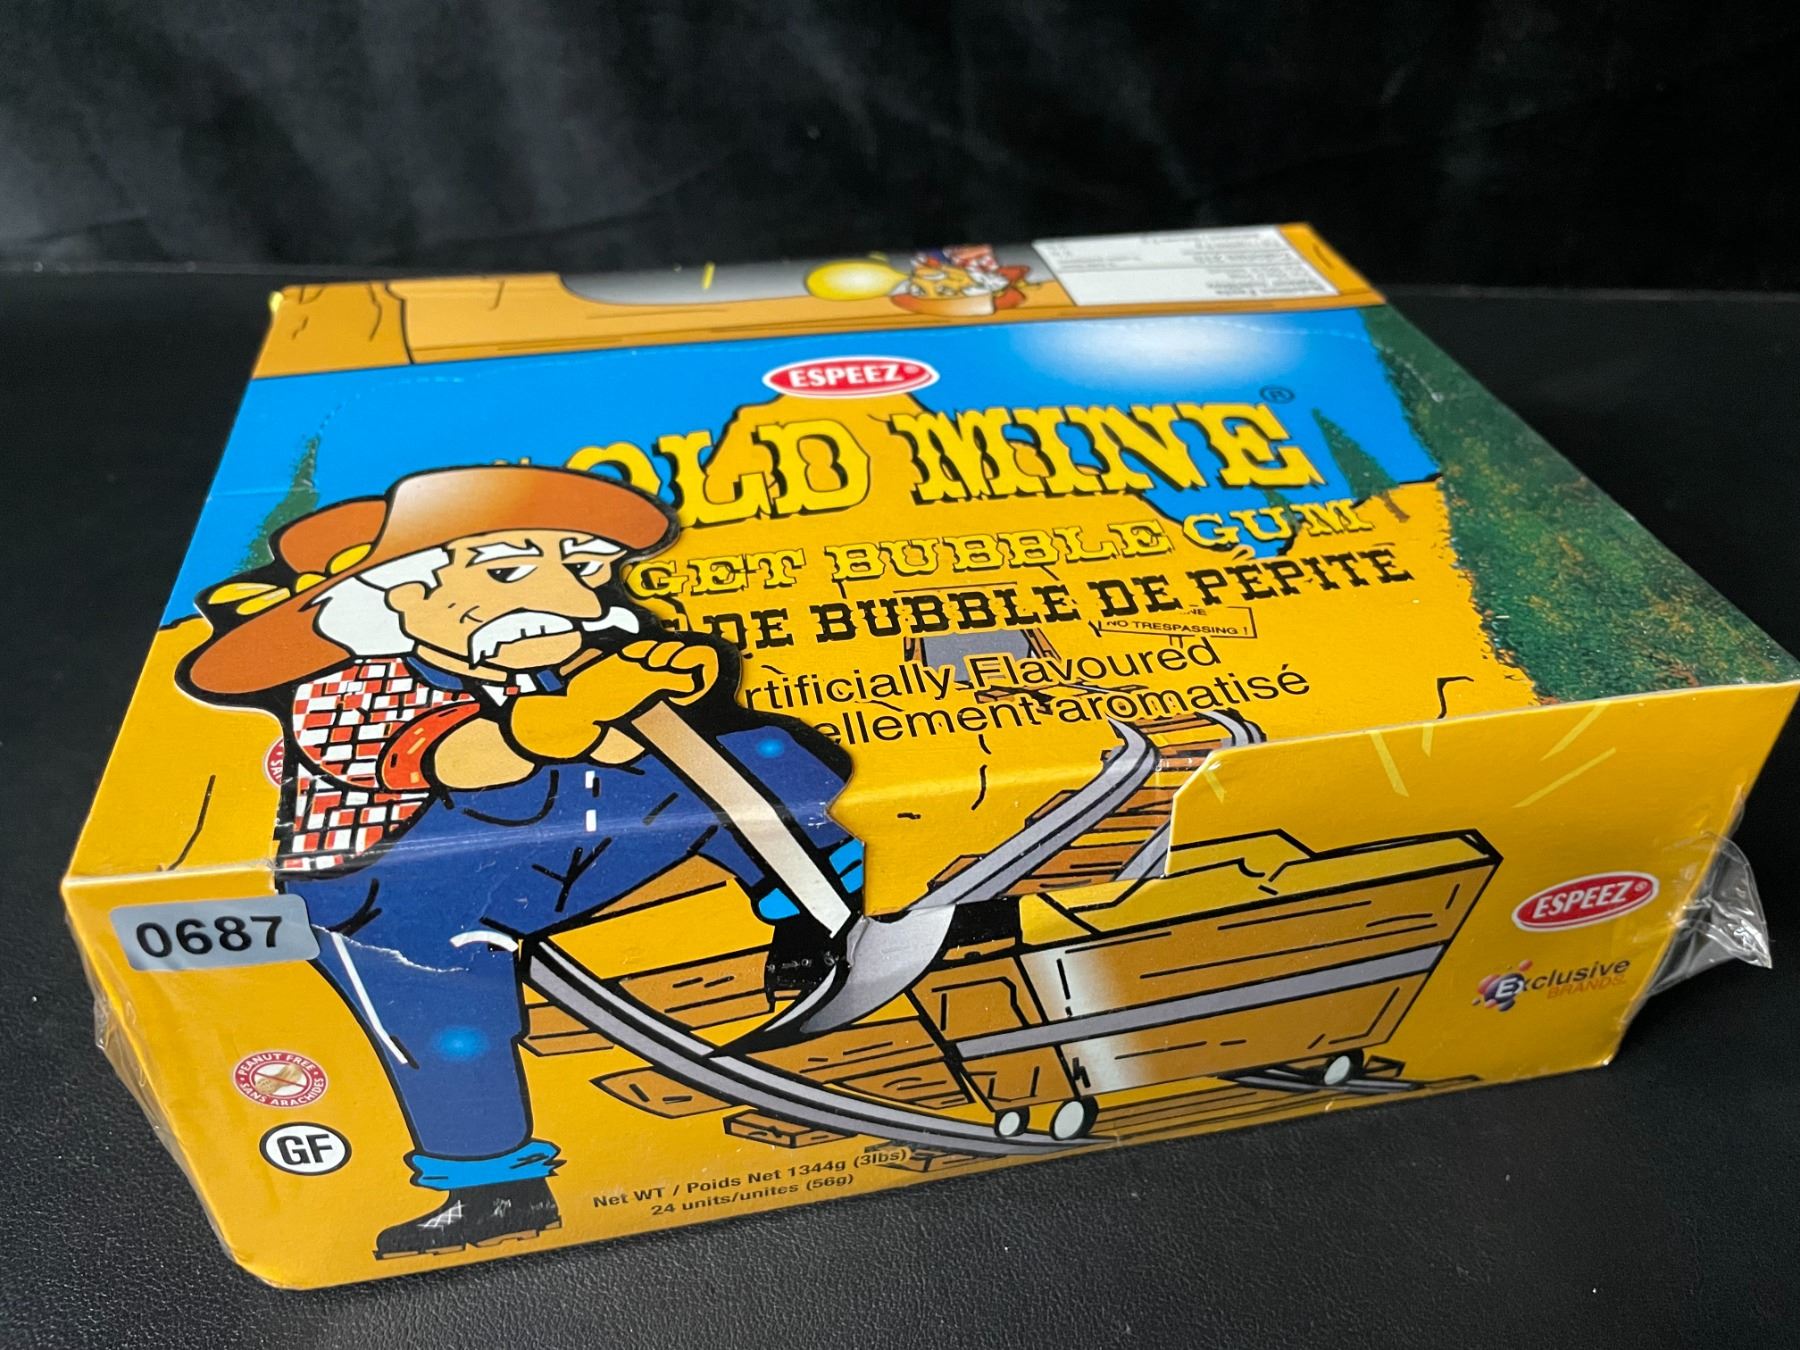 ESPEEZ®
OLD MINE®
GET BUBBLE GUM
DE BUBBLE DE PÉPITE
NO TRESPASSING!
rtificially Flavoured
ellement aromatisé
0687
ESPEEZ®
Exclusive
BRANDS
PEANUT FREE
SANS ARACHIDES
GF
Net WT / Poids Net 1344g (3lbs)
24 units/unites (56g)